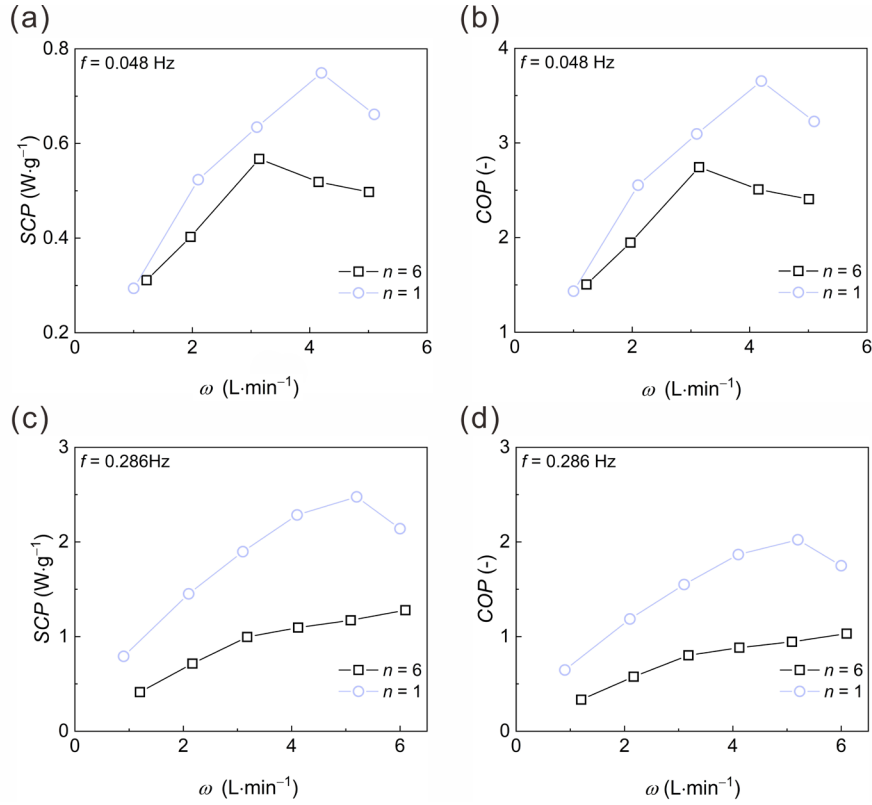 (a)
f = 0.048 Hz
SCP (W·g⁻¹)
0.8
0.6
0.4
0.2
n = 6
n = 1
0 2 4 6
ω (L·min⁻¹)
(b)
f = 0.048 Hz
COP (-)
4
3
2
1
n = 6
n = 1
0 2 4 6
ω (L·min⁻¹)
(c)
f = 0.286Hz
SCP (W·g⁻¹)
3
2
1
0
n = 6
n = 1
0 2 4 6
ω (L·min⁻¹)
(d)
f = 0.286 Hz
COP (-)
3
2
1
0
n = 6
n = 1
0 2 4 6
ω (L·min⁻¹)